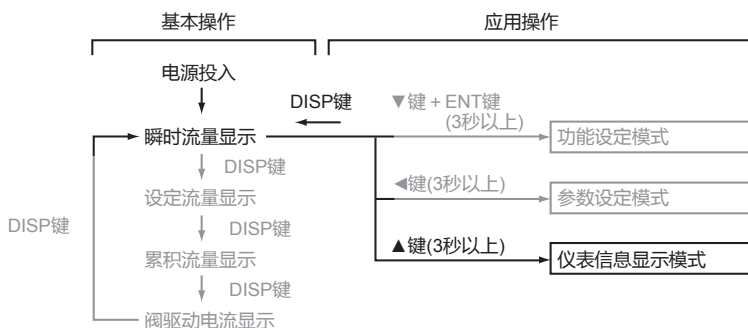 基本操作
应用操作
电源投入
DISP键
▼键 + ENT键
(3秒以上)
瞬时流量显示
功能设定模式
DISP键
设定流量显示
◀键(3秒以上)
参数设定模式
DISP键
DISP键
累积流量显示
▲键(3秒以上)
仪表信息显示模式
DISP键
阀驱动电流显示